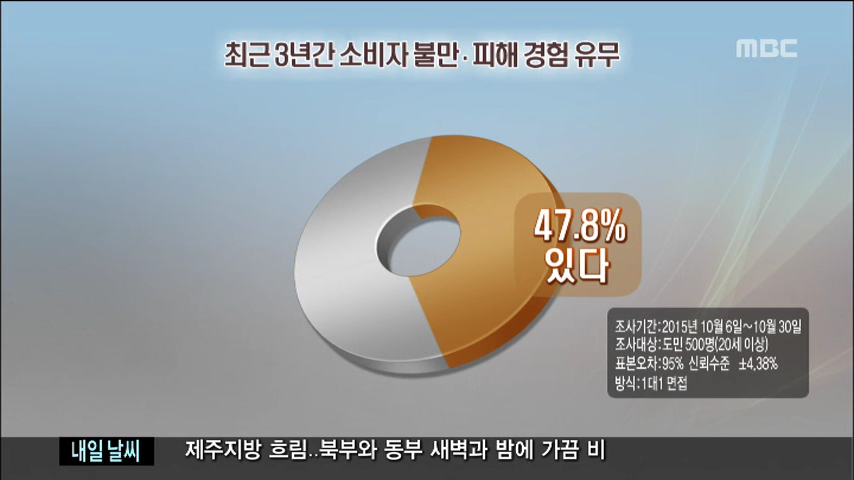 최근 3년간 소비자 불만·피해 경험 유무
MBC
47.8%
있다
조사기간:2015년 10월 6일~10월 30일
조사대상:도민 500명(20세 이상)
표본오차:95% 신뢰수준 ±4.38%
방식:1대1 면접
내일 날씨 제주지방 흐림..북부와 동부 새벽과 밤에 가끔 비